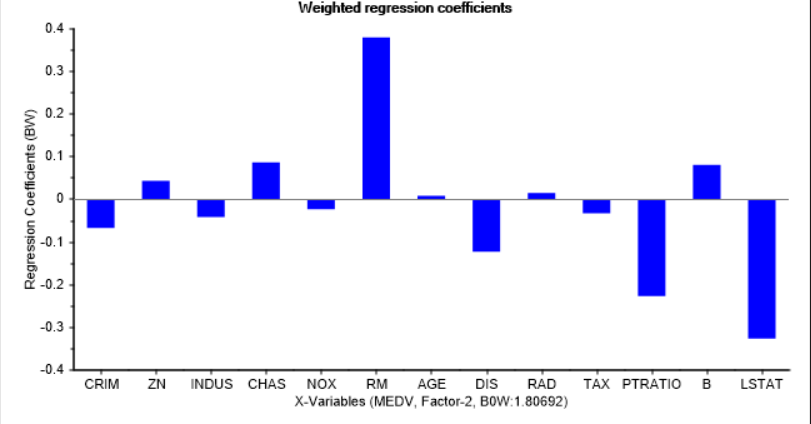 Weighted regression coefficients
Regression Coefficients (BW)
0.4
0.3
0.2
0.1
0
-0.1
-0.2
-0.3
-0.4
CRIM ZN INDUS CHAS NOX RM AGE DIS RAD TAX PTRATIO B LSTAT
X-Variables (MEDV, Factor-2, B0W:1.80692)